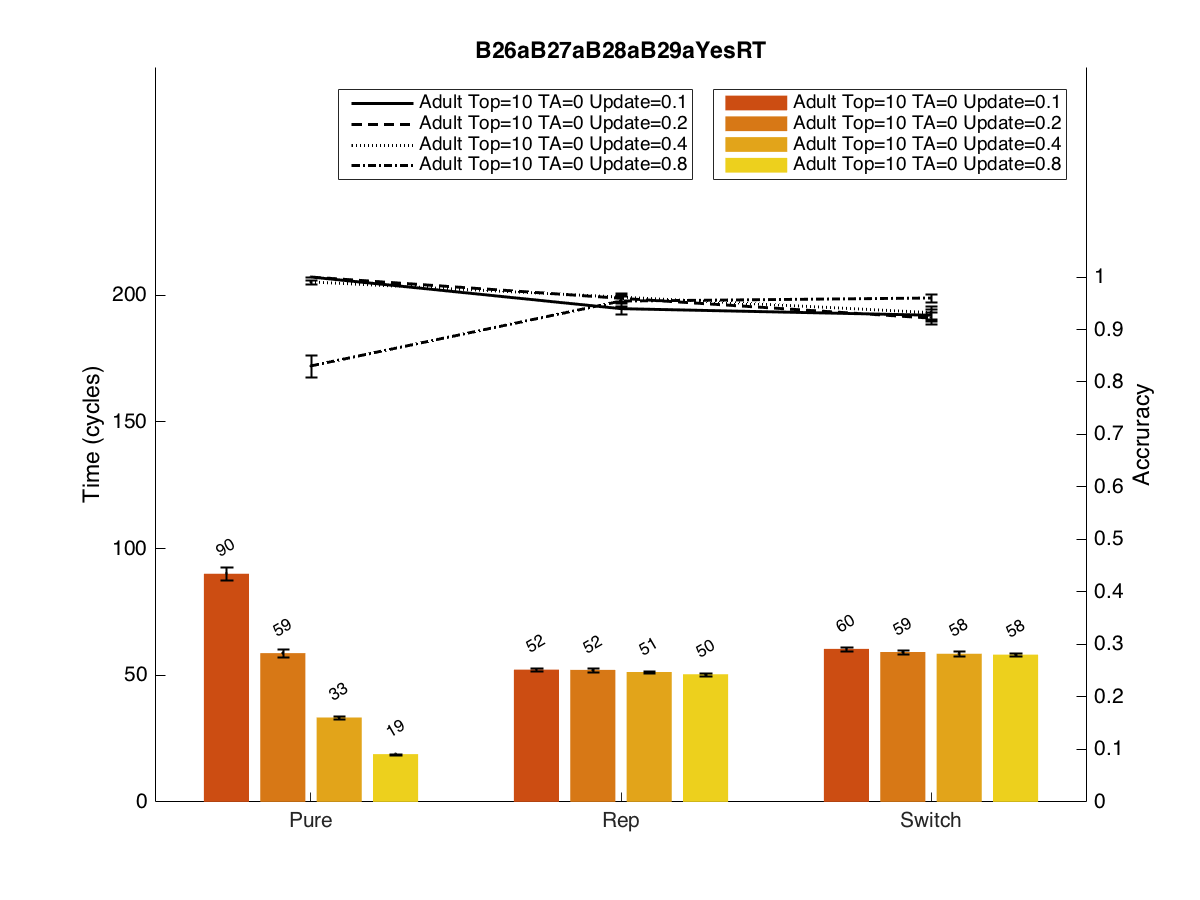 B26aB27aB28aB29aYesRT
Adult Top=10 TA=0 Update=0.1
Adult Top=10 TA=0 Update=0.2
Adult Top=10 TA=0 Update=0.4
Adult Top=10 TA=0 Update=0.8
Adult Top=10 TA=0 Update=0.1
Adult Top=10 TA=0 Update=0.2
Adult Top=10 TA=0 Update=0.4
Adult Top=10 TA=0 Update=0.8
Time (cycles)
200
150
100
50
0
90
59
33
19
52
52
51
50
60
59
58
58
Pure
Rep
Switch
1
0.9
0.8
0.7
0.6
0.5
0.4
0.3
0.2
0.1
0
Accruracy